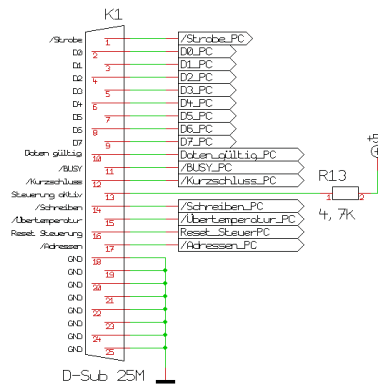 K1
/Strobe 1 /Strobe_PC
D0 2 D0_PC
D1 3 D1_PC
D2 4 D2_PC
D3 5 D3_PC
D4 6 D4_PC
D5 7 D5_PC
D6 8 D6_PC
D7 9 D7_PC
Daten gültig 10 Daten_gültig_PC
/BUSY 11 /BUSY_PC
/Kurzschluss 12 /Kurzschluss_PC
Steuerung aktiv 13
/Schreiben 14 /Schreiben_PC
/Übertemperatur 15 /Übertemperatur_PC
Reset Steuerung 16 Reset_SteuerPC
/Adressen 17 /Adressen_PC
GND 18
GND 19
GND 20
GND 21
GND 22
GND 23
GND 24
GND 25
D-Sub 25M
+5
R13
1 2
4,7K